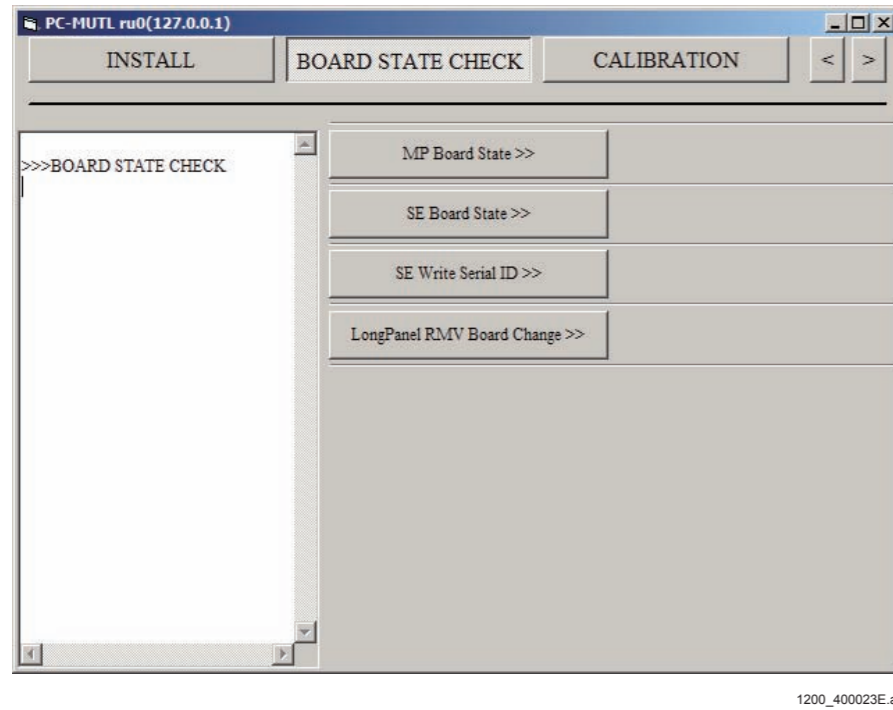 PC-MUTL ru0(127.0.0.1)
INSTALL
BOARD STATE CHECK
CALIBRATION
<
>
>>>BOARD STATE CHECK
MP Board State >>
SE Board State >>
SE Write Serial ID >>
LongPanel RMV Board Change >>
1200_400023E.a